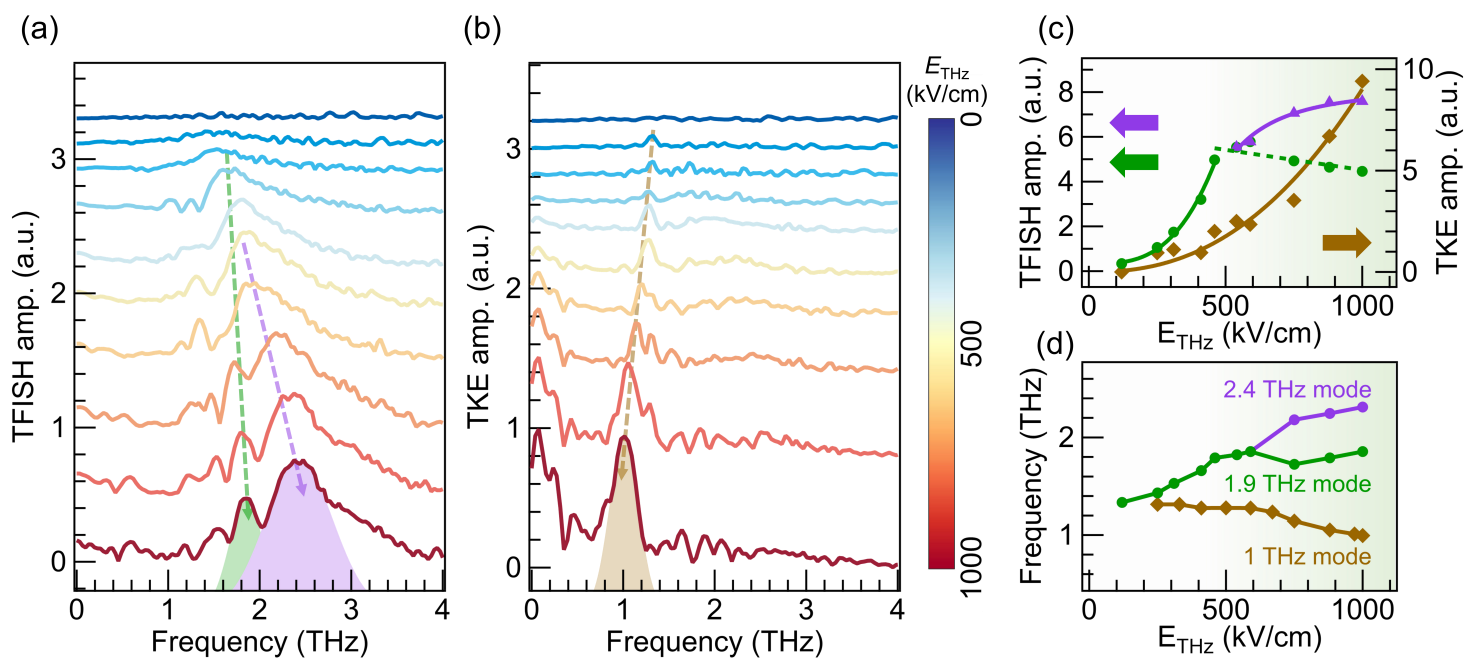 (a)
TFISH amp. (a.u.)
3
2
1
0
0 1 2 3 4
Frequency (THz)
(b)
TKE amp. (a.u.)
3
2
1
0
0 1 2 3 4
Frequency (THz)
E_THz
(kV/cm)
0
500
1000
(c)
TFISH amp. (a.u.)
8
6
4
2
0
10
5
0
TKE amp. (a.u.)
0 500 1000
E_THz (kV/cm)
(d)
Frequency (THz)
2
1
2.4 THz mode
1.9 THz mode
1 THz mode
0 500 1000
E_THz (kV/cm)